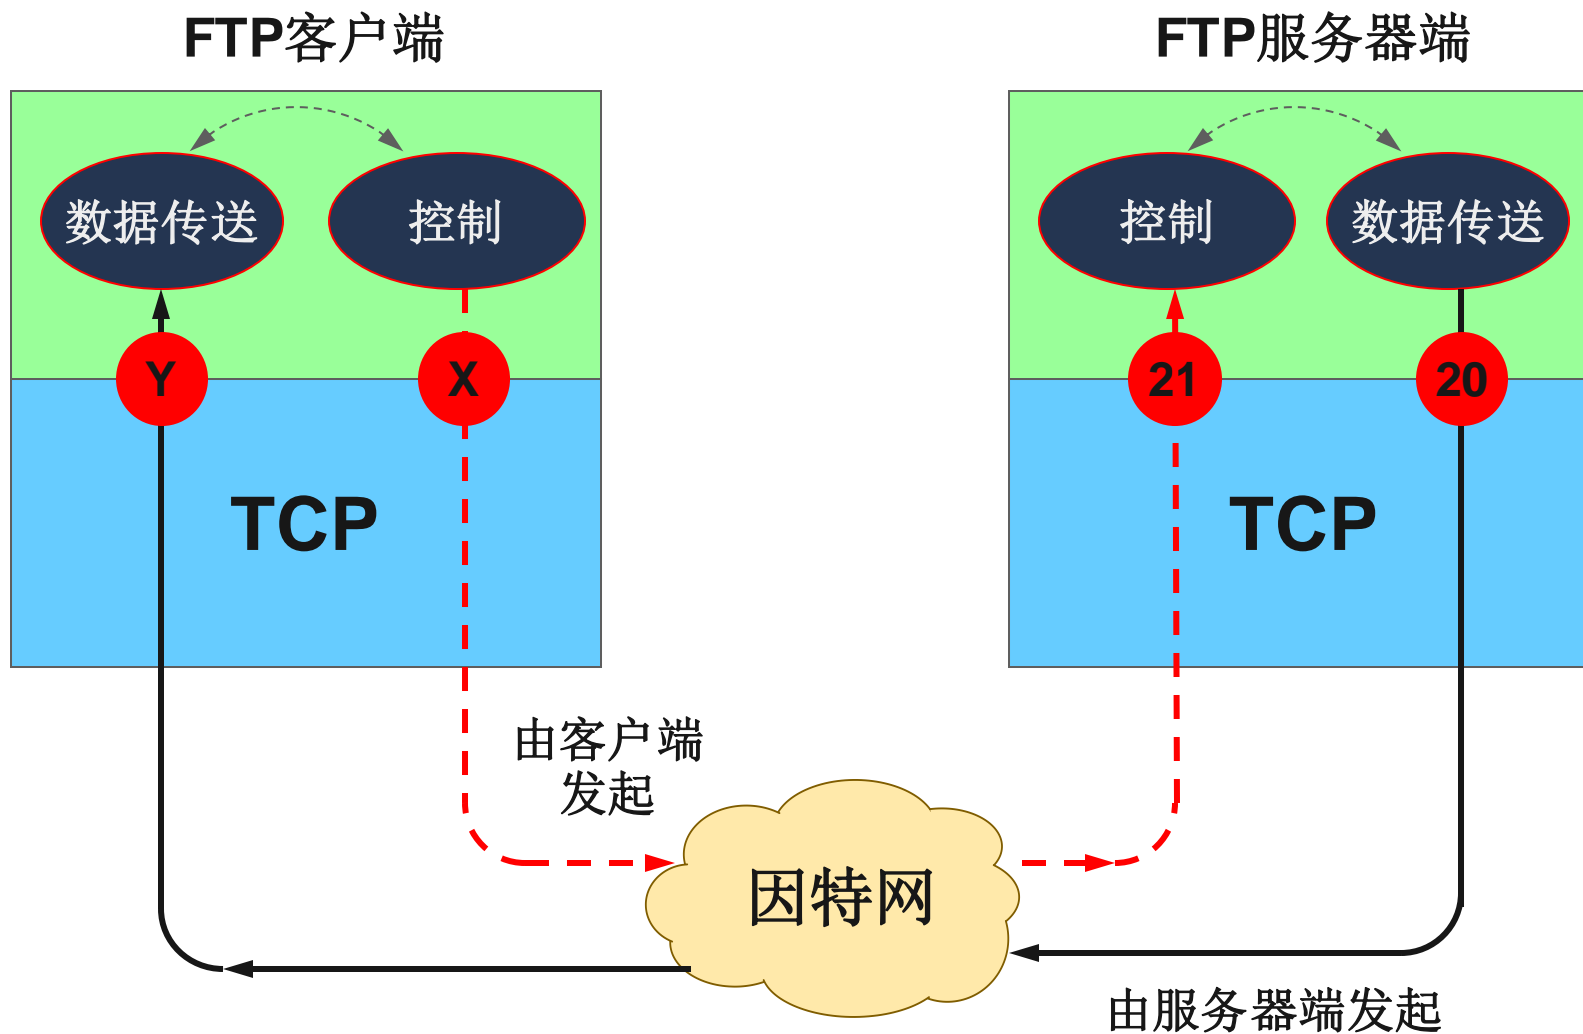 FTP客户端
FTP服务器端
数据传送
控制
控制
数据传送
Y
X
21
20
TCP
TCP
由客户端
发起
因特网
由服务器端发起